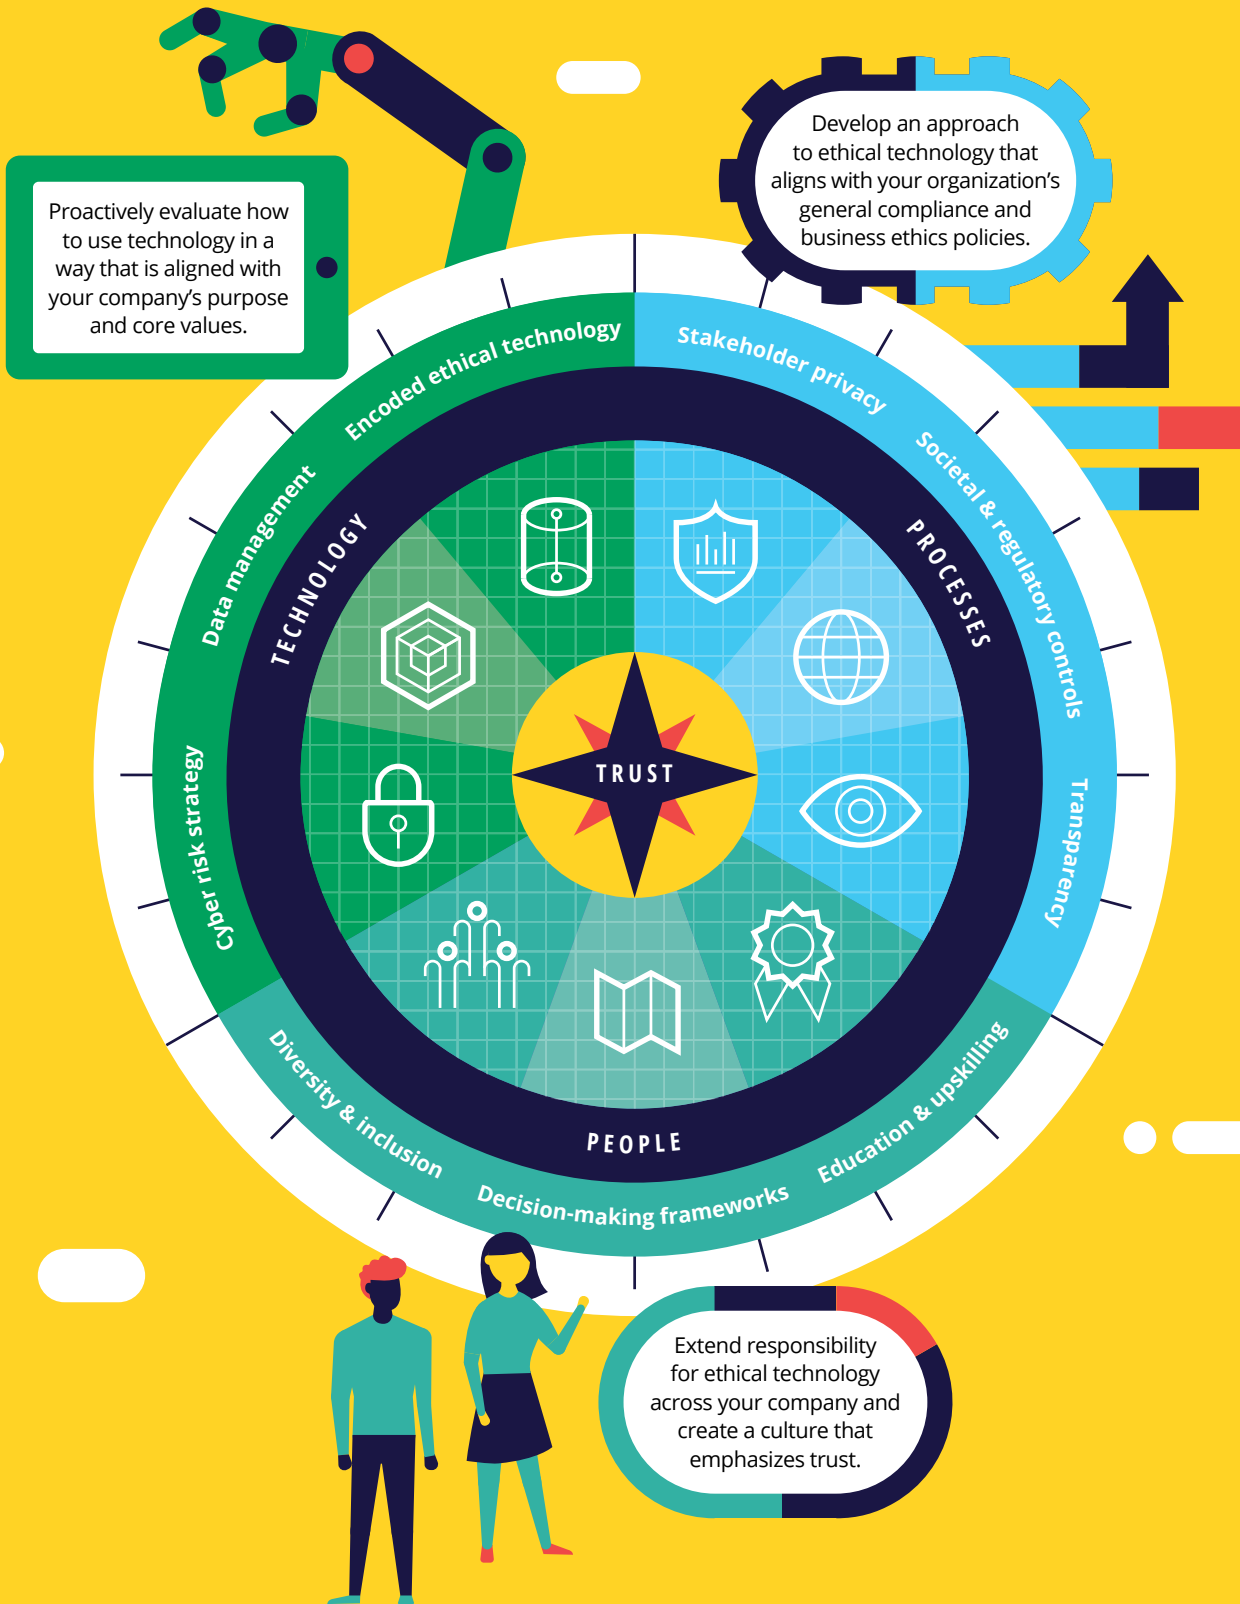 Develop an approach
to ethical technology that
aligns with your organization's
general compliance and
business ethics policies.
Proactively evaluate how
to use technology in a
way that is aligned with
your company's purpose
and core values.
Encoded ethical technology
Stakeholder privacy
Data management
Societal & regulatory controls
TECHNOLOGY
PROCESSES
Cyber risk strategy
TRUST
Transparency
Diversity & inclusion
Education & upskilling
PEOPLE
Decision-making frameworks
Extend responsibility
for ethical technology
across your company and
create a culture that
emphasizes trust.